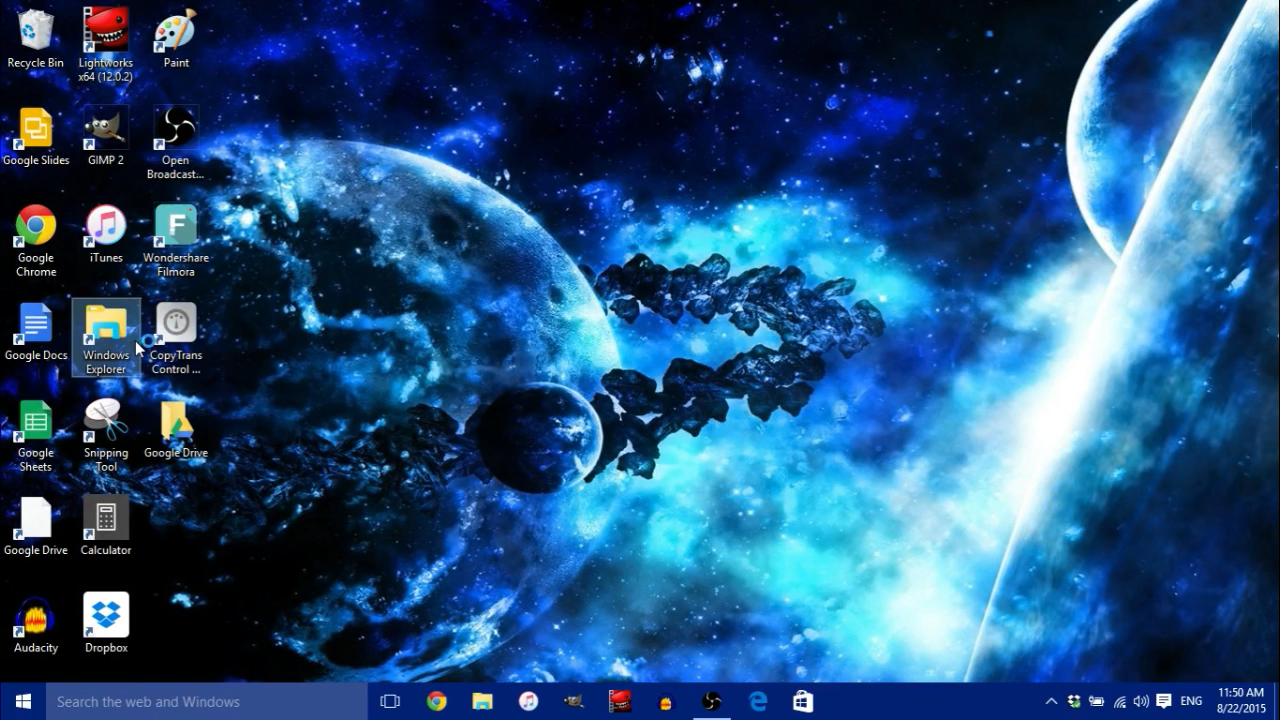 Recycle Bin
Lightworks
x64 (12.0.2)
Paint
Google Slides
GIMP 2
Open
Broadcast...
Google
Chrome
iTunes
F
Wondershare
Filmora
Google Docs
Windows
Explorer
CopyTrans
Control ...
Google
Sheets
Snipping
Tool
Google Drive
Google Drive
Calculator
Audacity
Dropbox
Search the web and Windows
ENG
11:50 AM
8/22/2015